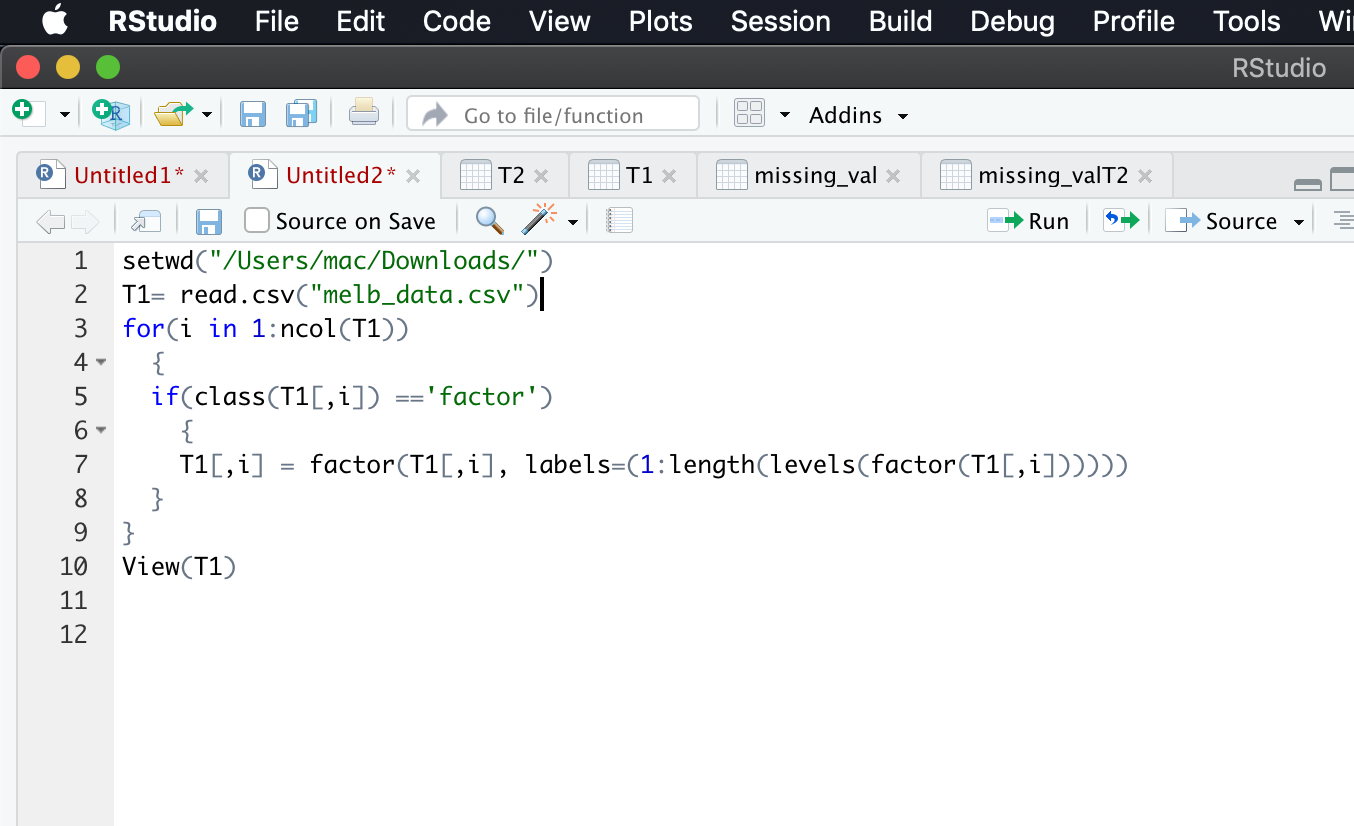 RStudio File Edit Code View Plots Session Build Debug Profile Tools
RStudio
Go to file/function Addins
Untitled1* Untitled2* T2 T1 missing_val missing_valT2
Source on Save Run Source
1 setwd("/Users/mac/Downloads/")
2 T1= read.csv("melb_data.csv")
3 for(i in 1:ncol(T1))
4 {
5 if(class(T1[,i]) =='factor')
6 {
7 T1[,i] = factor(T1[,i], labels=(1:length(levels(factor(T1[,i])))))
8 }
9 }
10 View(T1)
11
12